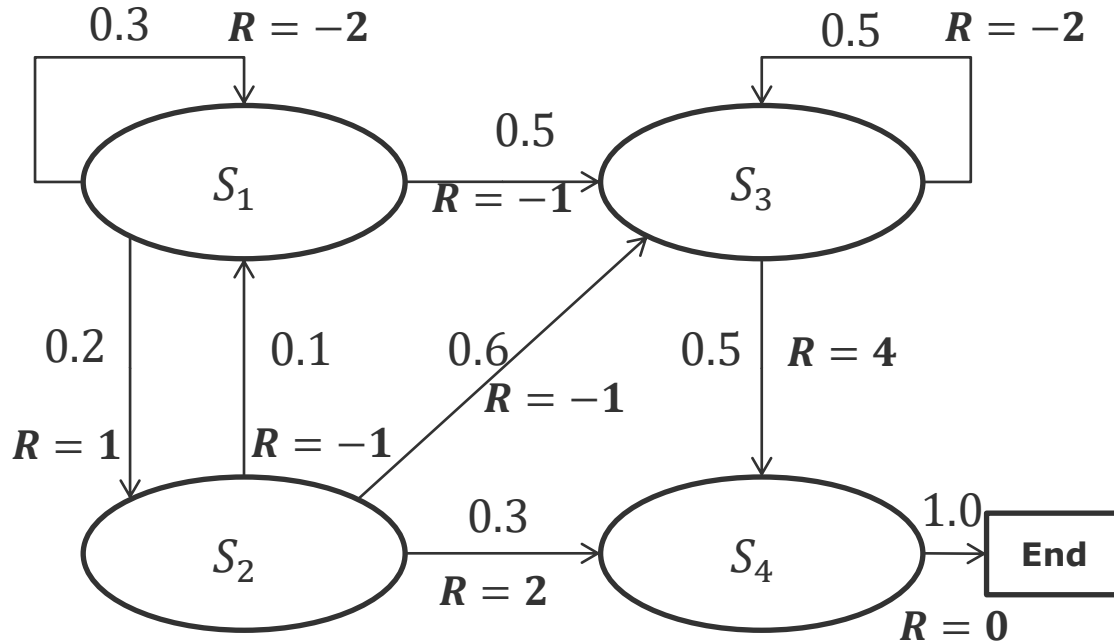 0.3 R = −2
0.5 R = −2
S₁
0.5
R = −1
S₃
0.2
R = 1
0.1
R = −1
0.6
R = −1
0.5
R = 4
S₂
0.3
R = 2
S₄
1.0
R = 0
End